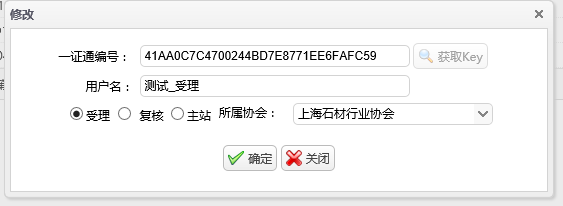 修改
一证通编号： 41AA0C7C4700244BD7E8771EE6FAFC59 获取Key
用户名： 测试_受理
受理 复核 主站 所属协会： 上海石材行业协会
确定 关闭